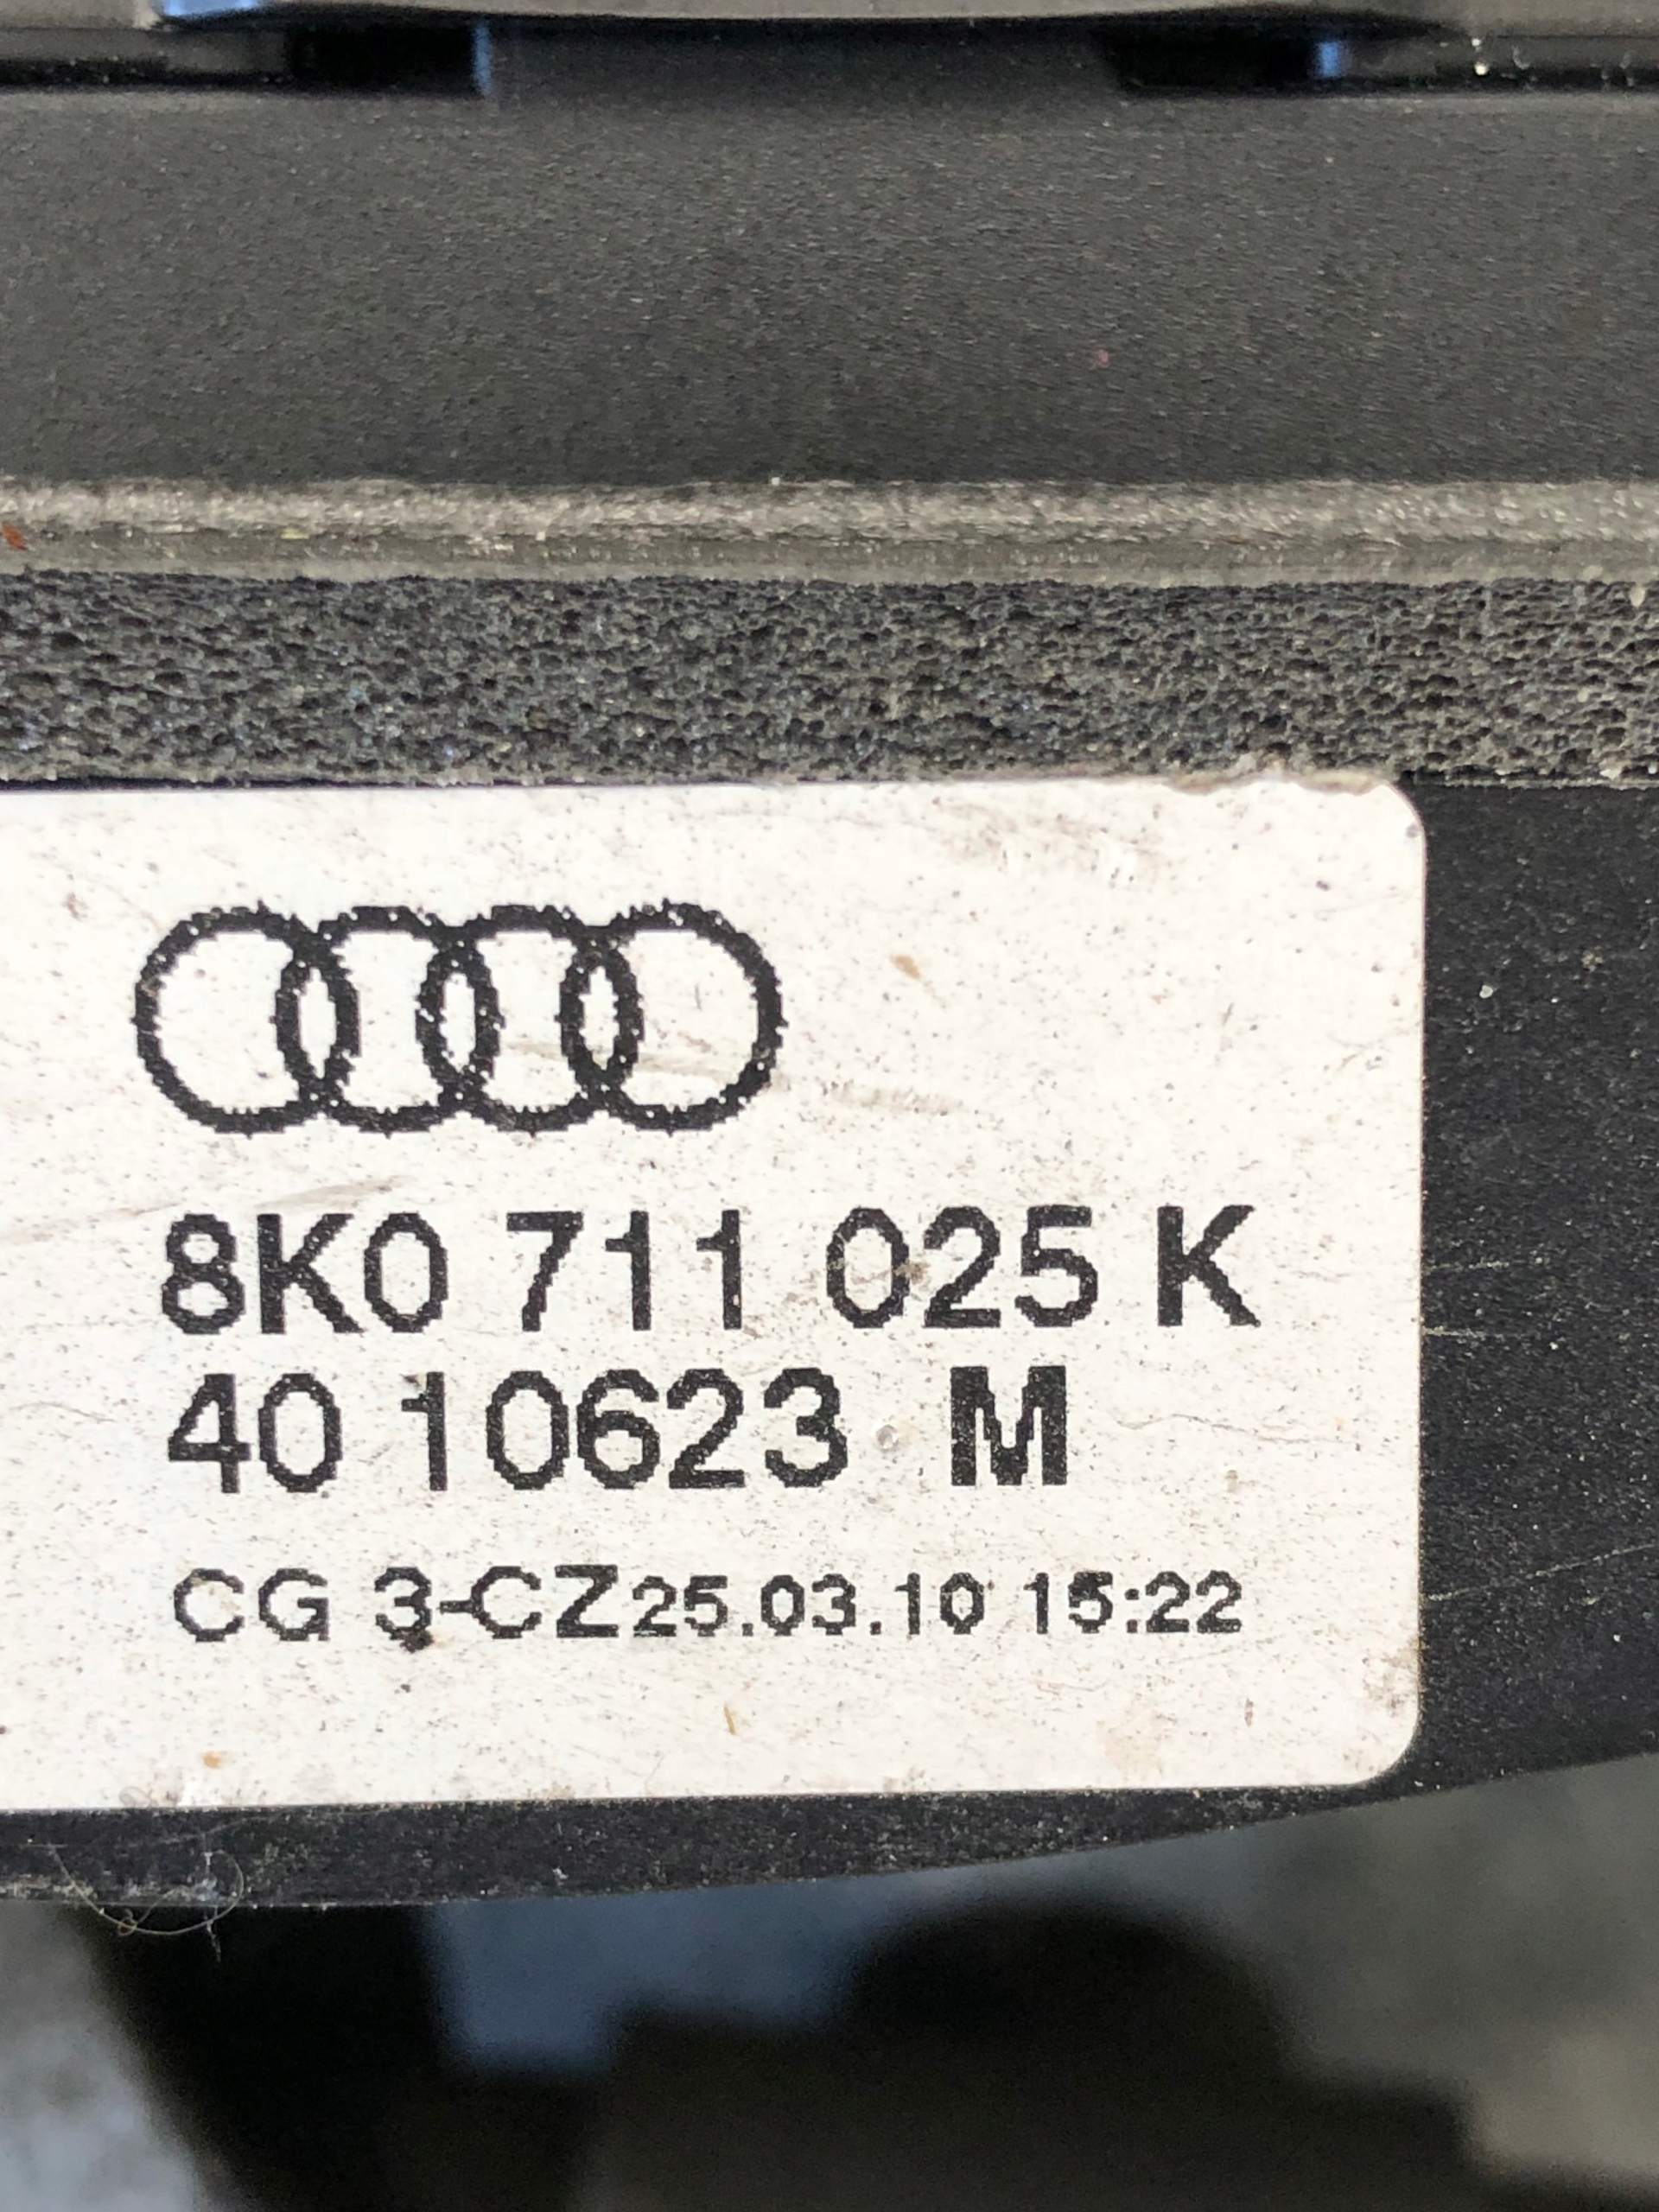 8K0 711 025 K
40 10623 M
CG 3-CZ 25.03.10 15:22